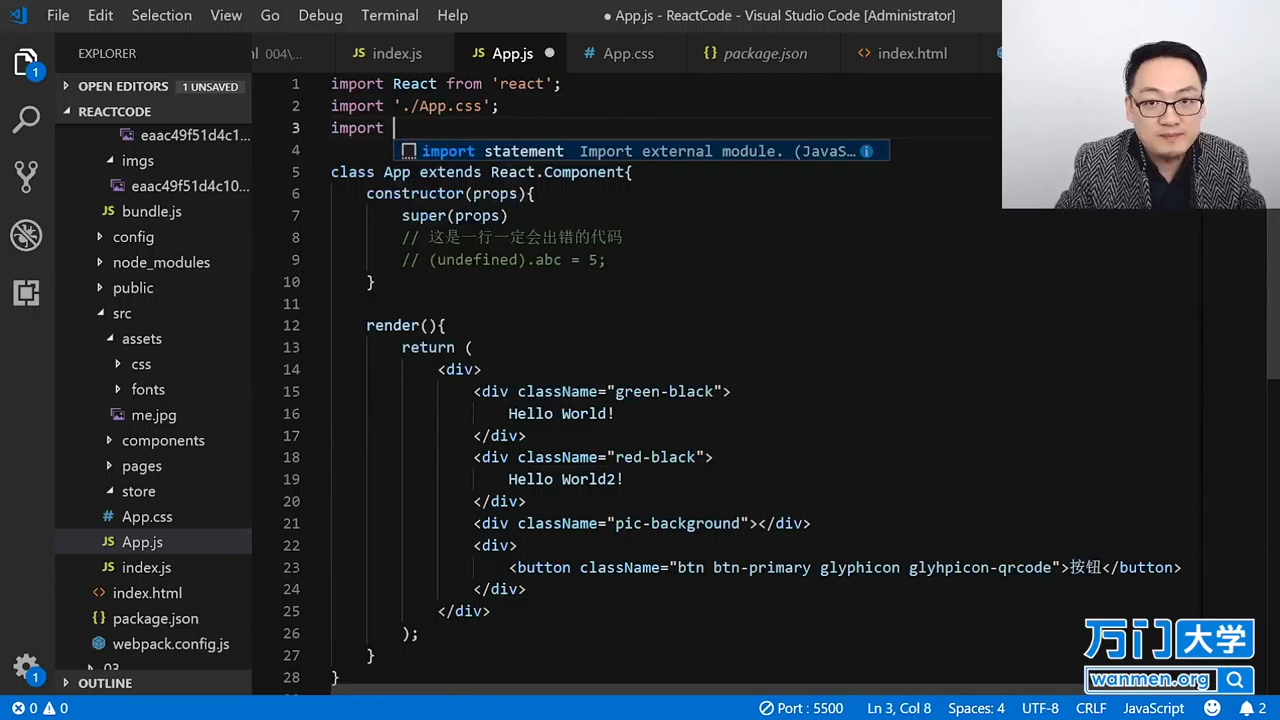 File Edit Selection View Go Debug Terminal Help ● App.js - ReactCode - Visual Studio Code [Administrator]
EXPLORER
004\... index.js App.js App.css package.json index.html
OPEN EDITORS 1 UNSAVED
REACTCODE
eaac49f51d4c1...
imgs
eaac49f51d4c10...
bundle.js
config
node_modules
public
src
assets
css
fonts
me.jpg
components
pages
store
App.css
App.js
index.js
index.html
package.json
webpack.config.js
03
OUTLINE
1
1
1 import React from 'react';
2 import './App.css';
3 import
import statement Import external module. (JavaS...
4
5 class App extends React.Component{
6 constructor(props){
7 super(props)
8 // 这是一行一定会出错的代码
9 // (undefined).abc = 5;
10 }
11
12 render(){
13 return (
14 <div>
15 <div className="green-black">
16 Hello World!
17 </div>
18 <div className="red-black">
19 Hello World2!
20 </div>
21 <div className="pic-background"></div>
22 <div>
23 <button className="btn btn-primary glyphicon glyhpicon-qrcode">按钮</button>
24 </div>
25 </div>
26 );
27 }
28 }
万门大学
wanmen.org
0 0 Port : 5500 Ln 3, Col 8 Spaces: 4 UTF-8 CRLF JavaScript 2